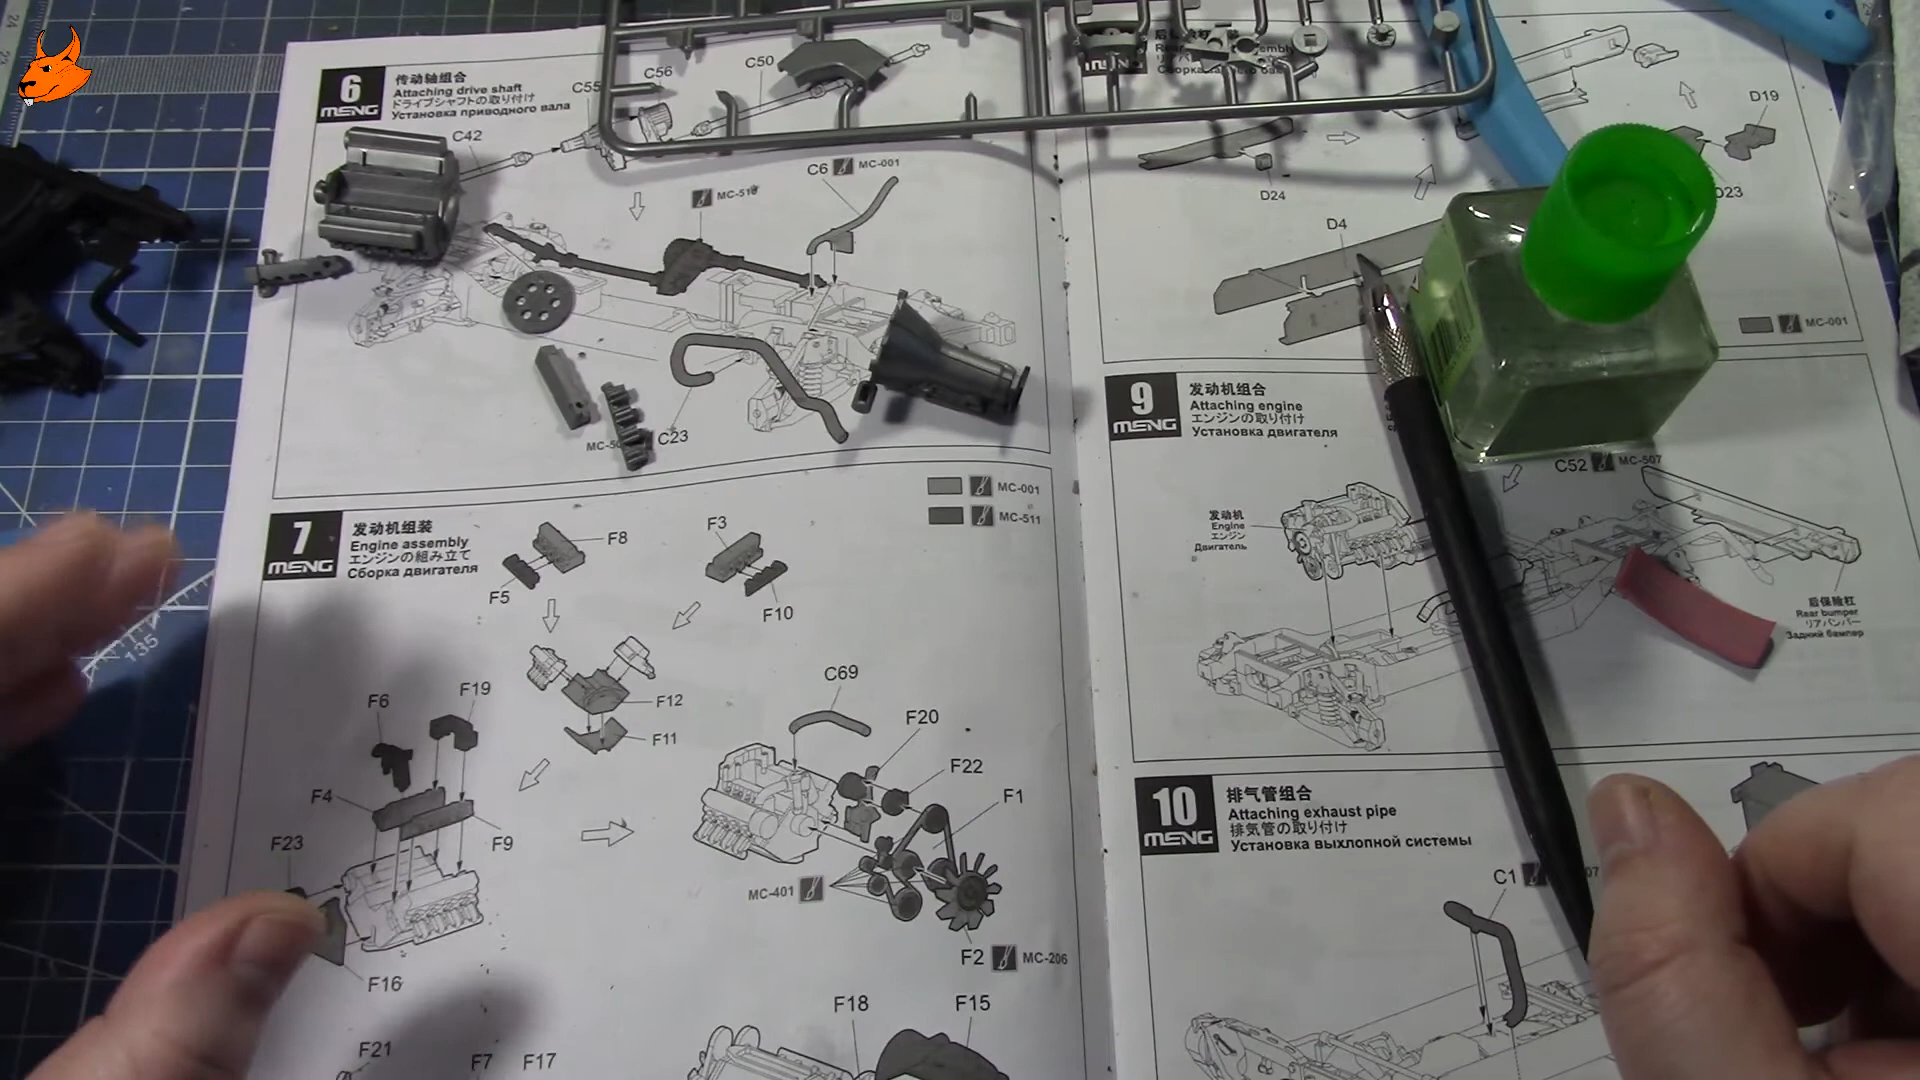 6
MENG
传动轴组合
Attaching drive shaft
ドライブシャフトの取り付け
Установка приводного вала
C42
C55
C56
C50
C6 MC-001
MC-510
C23
MC-001
MC-511
7
MENG
发动机组装
Engine assembly
エンジンの組み立て
Сборка двигателя
F8
F5
F3
F10
F12
F11
F6
F19
F4
F9
F23
F16
C69
F20
F22
F1
MC-401
F2 MC-206
F18
F15
F21
F7
F17
D19
D23
D24
D4
MC-001
9
MENG
发动机组合
Attaching engine
エンジンの取り付け
Установка двигателя
C52 MC-507
发动机
Engine
エンジン
Двигатель
后保险杠
Rear bumper
リアバンパー
Задний бампер
10
MENG
排气管组合
Attaching exhaust pipe
排気管の取り付け
Установка выхлопной системы
C1
135